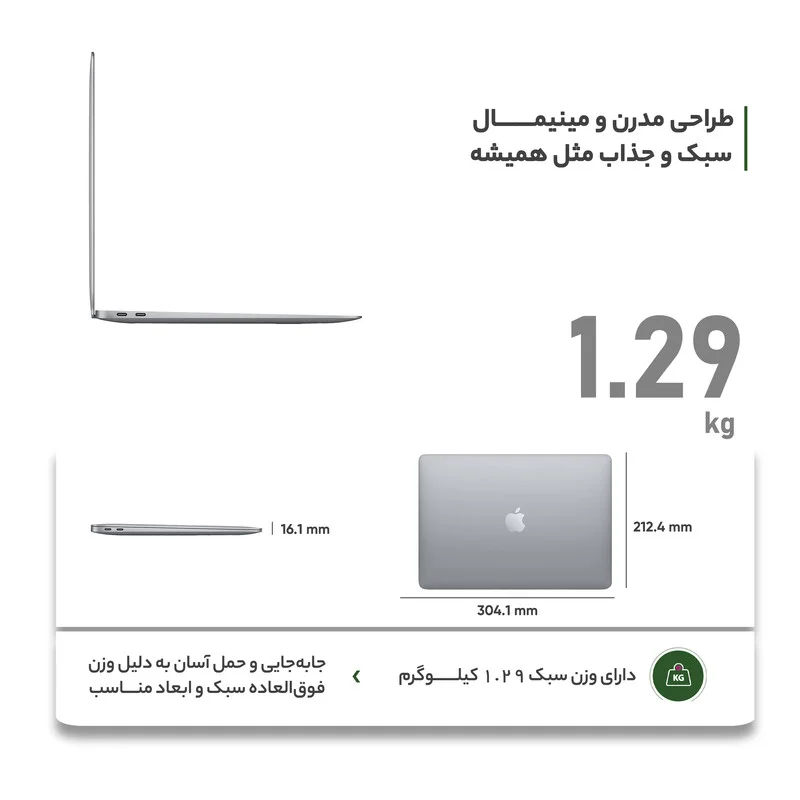 طراحی مدرن و مینیمـــــال
سبک و جذاب مثل همیشه
1.29
kg
16.1 mm
212.4 mm
304.1 mm
KG
دارای وزن سبک ۱.۲۹ کیلـــوگرم
جابه‌جایی و حمل آسان به دلیل وزن
فوق‌العاده سبک و ابعاد منــاسب